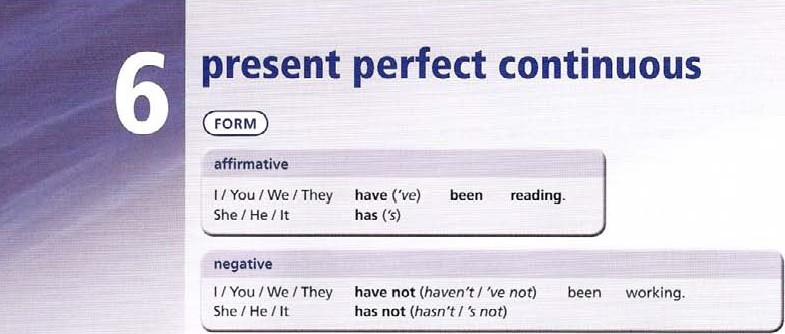 6
present perfect continuous
FORM
affirmative
I / You / We / They have ('ve) been reading.
She / He / It has ('s)
negative
I / You / We / They have not (haven't / 've not) been working.
She / He / It has not (hasn't / 's not)